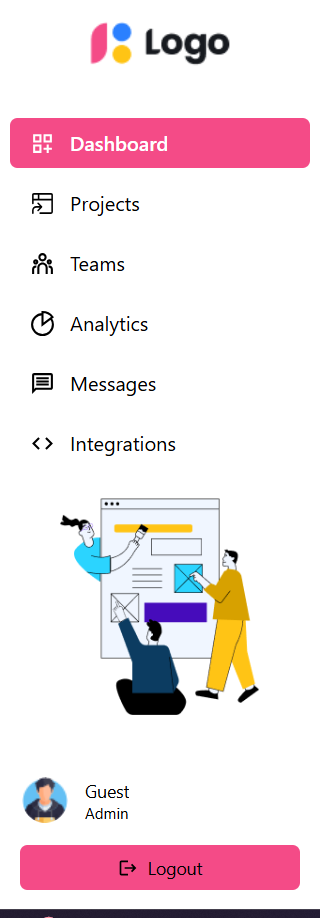 Logo
Dashboard
Projects
Teams
Analytics
Messages
Integrations
Guest
Admin
Logout